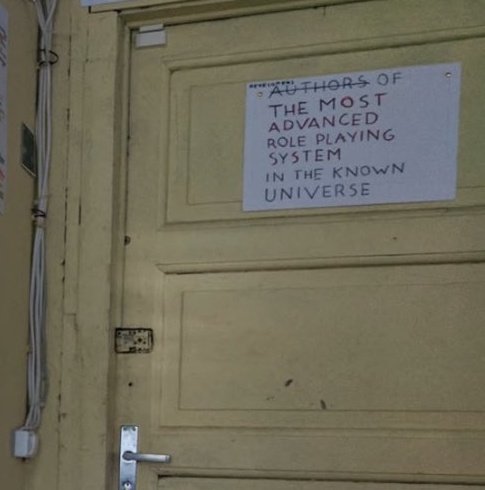 AUTHORS OF
THE MOST
ADVANCED
ROLE PLAYING
SYSTEM
IN THE KNOWN
UNIVERSE